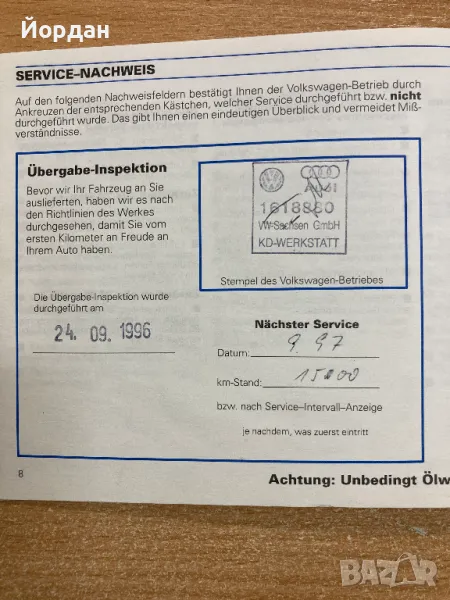 Йордан
SERVICE–NACHWEIS
Auf den folgenden Nachweisfeldern bestätigt Ihnen der Volkswagen-Betrieb durch
Ankreuzen der entsprechenden Kästchen, welcher Service durchgeführt bzw. nicht
durchgeführt wurde. Das gibt Ihnen einen eindeutigen Überblick und vermeidet Miß-
verständnisse.
Übergabe-Inspektion
Bevor wir Ihr Fahrzeug an Sie
ausliefern, haben wir es nach
den Richtlinien des Werkes
durchgesehen, damit Sie vom
ersten Kilometer an Freude an
Ihrem Auto haben.
Die Übergabe-Inspektion wurde
durchgeführt am
24. 09. 1996
Audi
1618860
VW-Sachsen GmbH
KD-WERKSTATT
Stempel des Volkswagen-Betriebes
Nächster Service
Datum: 9.97
km-Stand: 15000
bzw. nach Service–Intervall–Anzeige
je nachdem, was zuerst eintritt
8
Achtung: Unbedingt Ölw
BAZAR